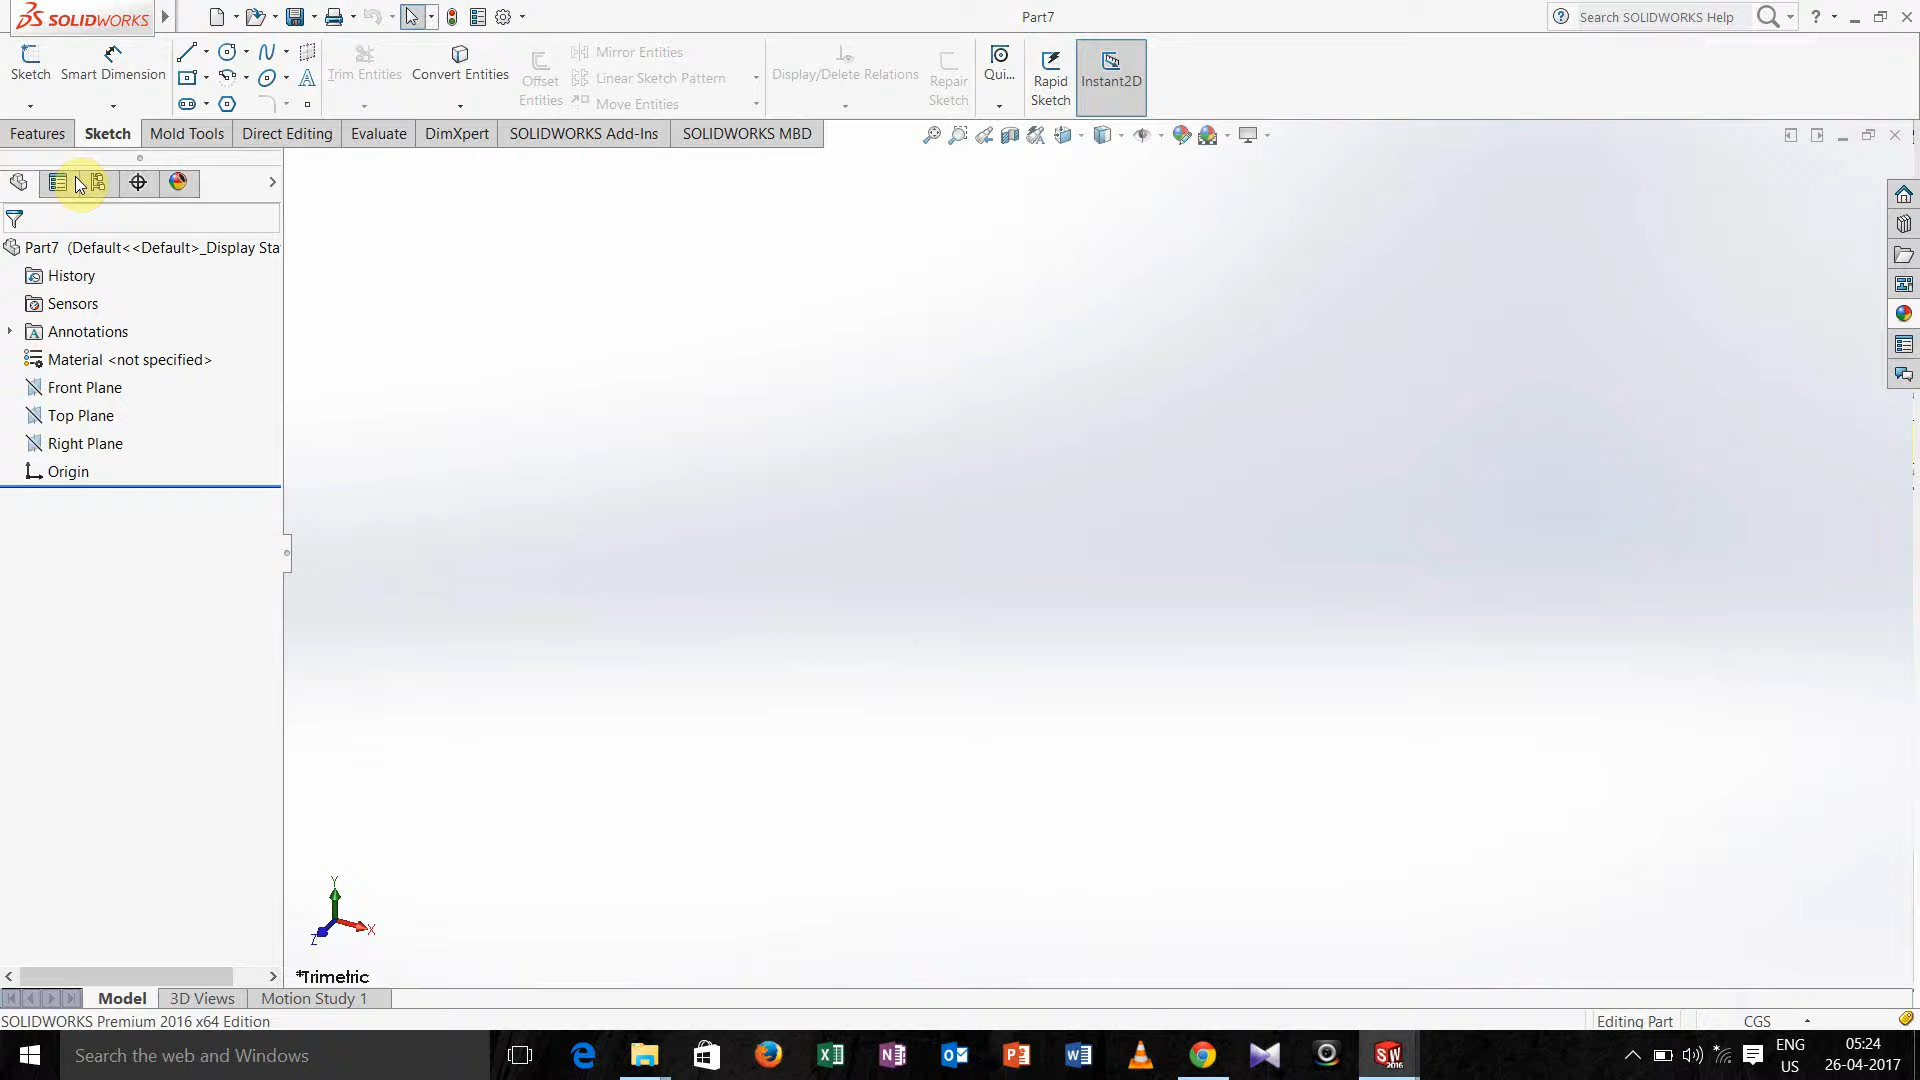 SOLIDWORKS
Part7
Search SOLIDWORKS Help
?
Sketch
Smart Dimension
Trim Entities
Convert Entities
Offset Entities
Mirror Entities
Linear Sketch Pattern
Move Entities
Display/Delete Relations
Repair Sketch
Qui...
Rapid Sketch
Instant2D
Features
Sketch
Mold Tools
Direct Editing
Evaluate
DimXpert
SOLIDWORKS Add-Ins
SOLIDWORKS MBD
Part7 (Default<<Default>_Display Sta
History
Sensors
A
Annotations
Material <not specified>
Front Plane
Top Plane
Right Plane
Origin
Y
X
Z
*Trimetric
Model
3D Views
Motion Study 1
SOLIDWORKS Premium 2016 x64 Edition
Editing Part
CGS
Search the web and Windows
SW
2016
ENG
US
05:24
26-04-2017